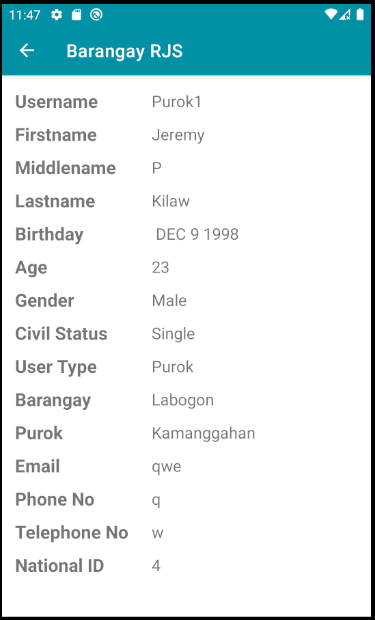 11:47
Barangay RJS
Username Purok1
Firstname Jeremy
Middlename P
Lastname Kilaw
Birthday DEC 9 1998
Age 23
Gender Male
Civil Status Single
User Type Purok
Barangay Labogon
Purok Kamanggahan
Email qwe
Phone No q
Telephone No w
National ID 4